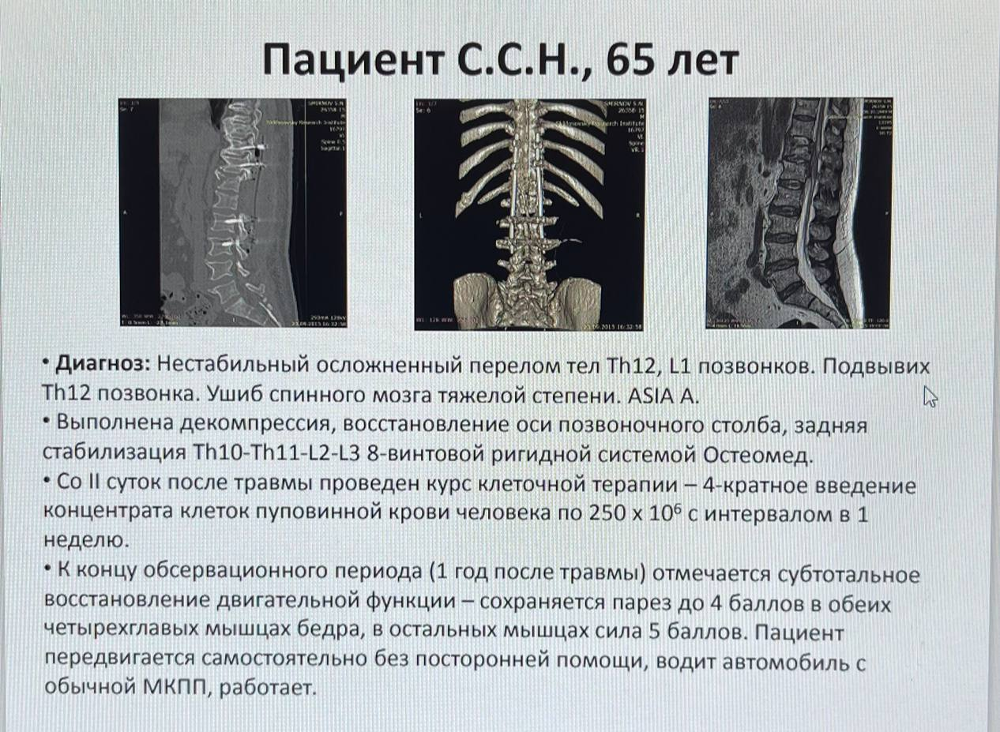 Пациент С.С.Н., 65 лет
• Диагноз: Нестабильный осложненный перелом тел Th12, L1 позвонков. Подвывих
Th12 позвонка. Ушиб спинного мозга тяжелой степени. ASIA A.
• Выполнена декомпрессия, восстановление оси позвоночного столба, задняя
стабилизация Th10-Th11-L2-L3 8-винтовой ригидной системой Остеомед.
• Со II суток после травмы проведен курс клеточной терапии – 4-кратное введение
концентрата клеток пуповинной крови человека по 250 x 10⁶ с интервалом в 1
неделю.
• К концу обсервационного периода (1 год после травмы) отмечается субтотальное
восстановление двигательной функции – сохраняется парез до 4 баллов в обеих
четырехглавых мышцах бедра, в остальных мышцах сила 5 баллов. Пациент
передвигается самостоятельно без посторонней помощи, водит автомобиль с
обычной МКПП, работает.